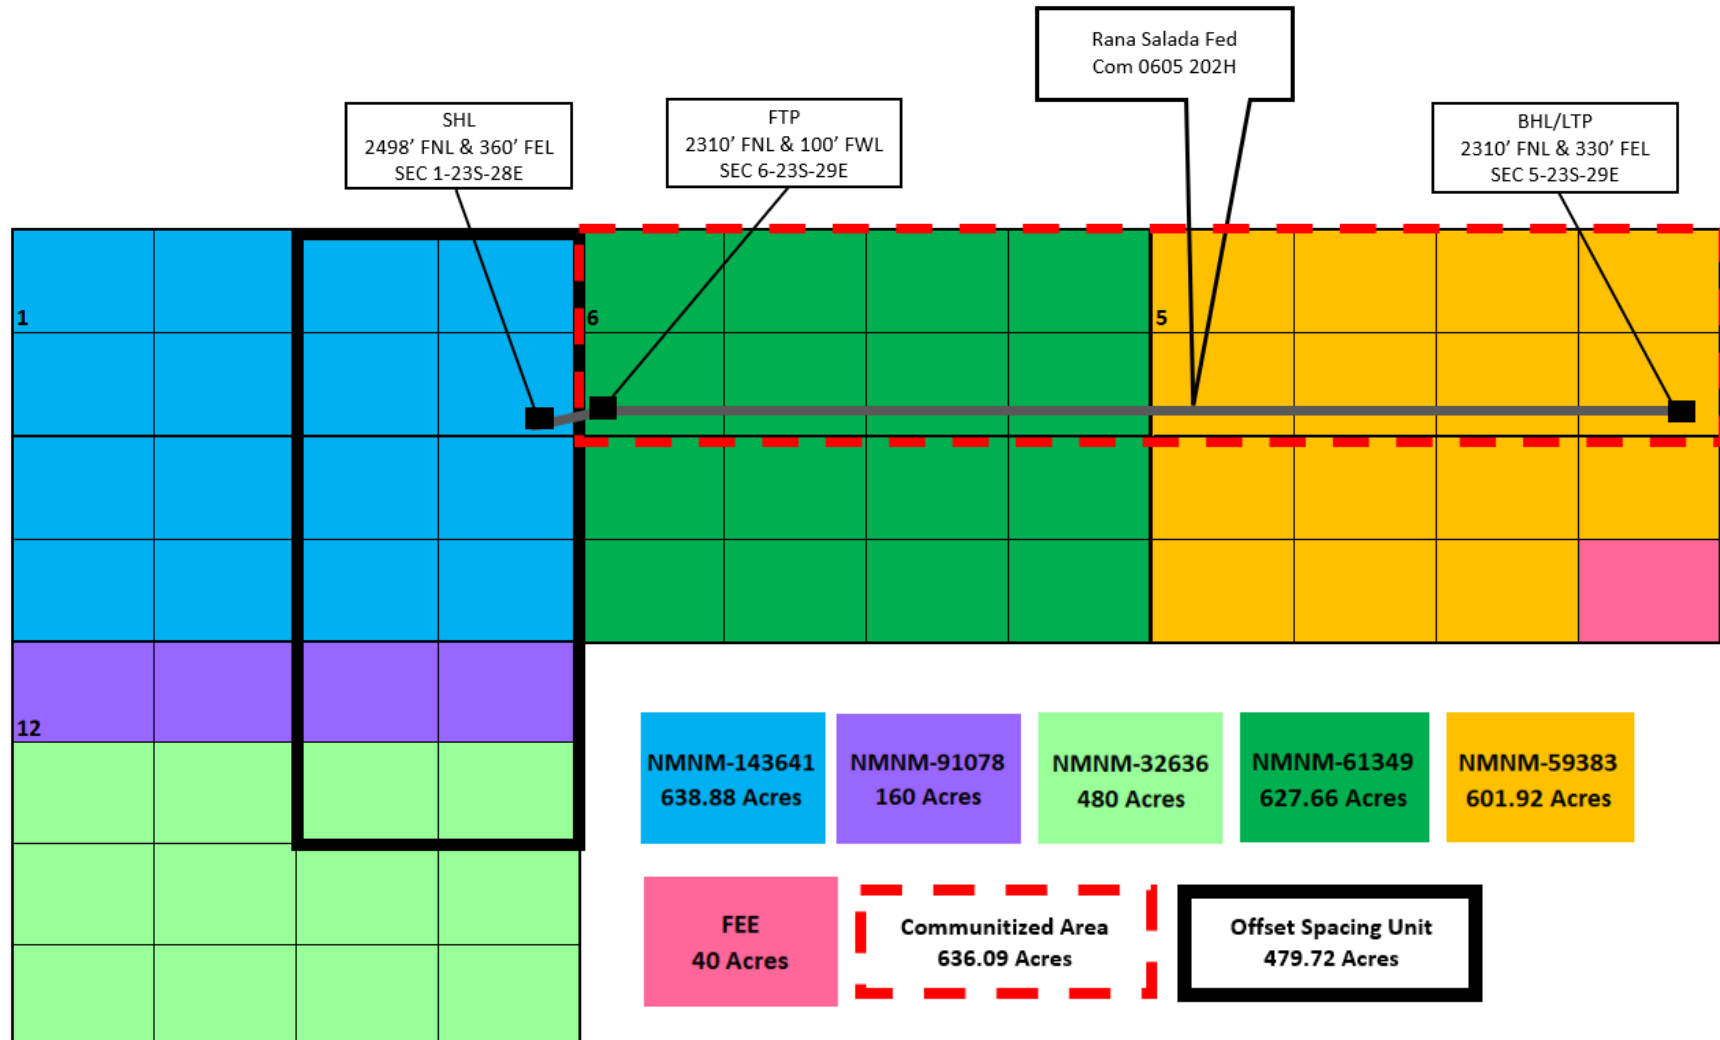 Rana Salada Fed
Com 0605 202H
SHL
2498’ FNL & 360’ FEL
SEC 1-23S-28E
FTP
2310’ FNL & 100’ FWL
SEC 6-23S-29E
BHL/LTP
2310’ FNL & 330’ FEL
SEC 5-23S-29E
1
6
5
12
NMNM-143641
638.88 Acres
NMNM-91078
160 Acres
NMNM-32636
480 Acres
NMNM-61349
627.66 Acres
NMNM-59383
601.92 Acres
FEE
40 Acres
Communitized Area
636.09 Acres
Offset Spacing Unit
479.72 Acres